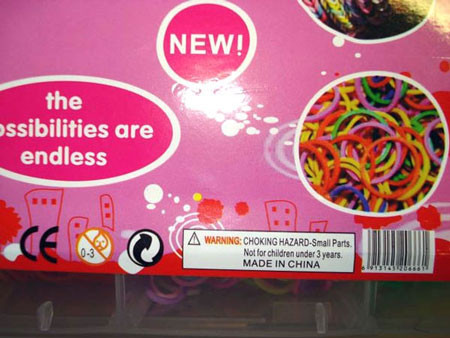 NEW!
the
ossibilities are
endless
CE
0-3
WARNING: CHOKING HAZARD-Small Parts.
Not for children under 3 years.
MADE IN CHINA